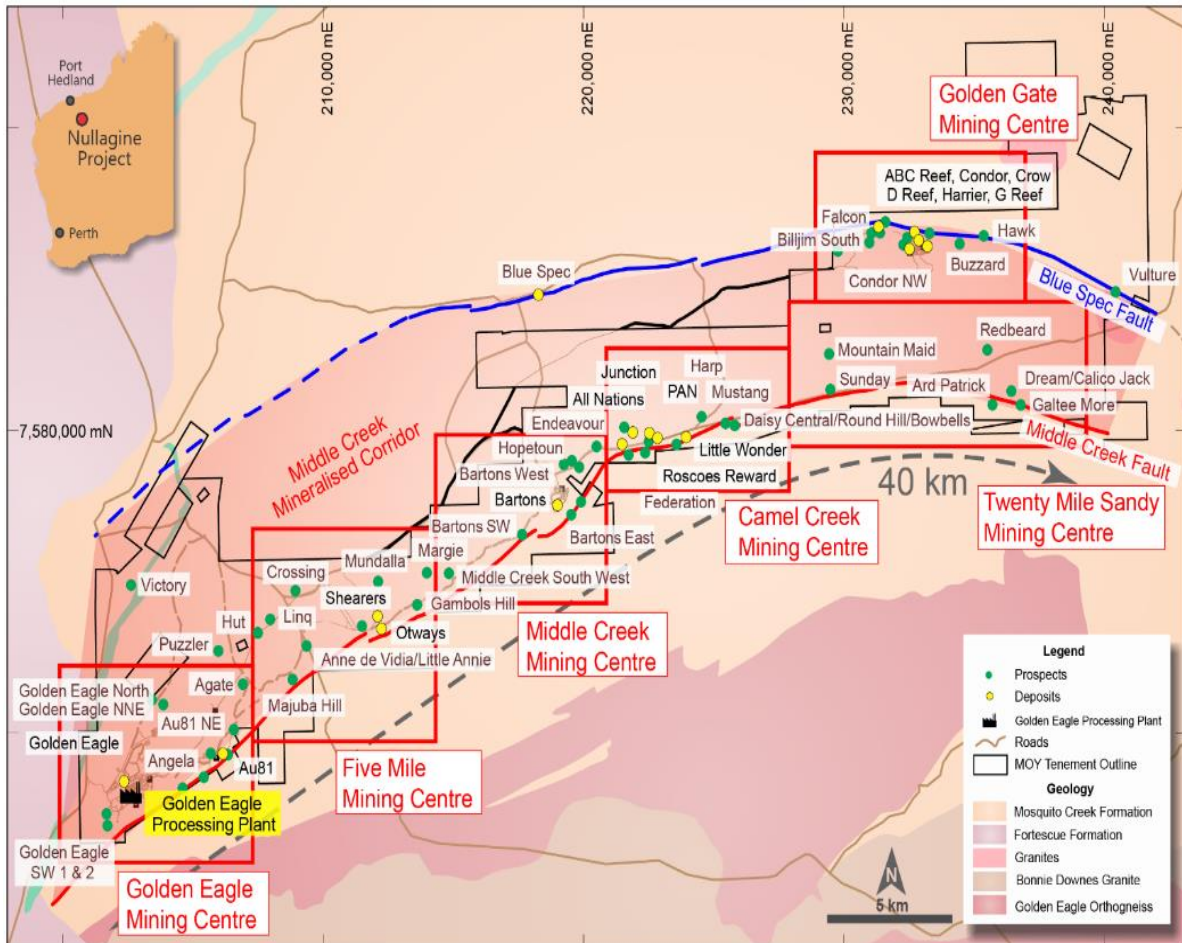 210,000 mE
220,000 mE
230,000 mE
240,000 mE
Port
Hedland
Nullagine
Project
Perth
Golden Gate
Mining Centre
ABC Reef, Condor, Crow
D Reef, Harrier, G Reef
Falcon
Billjim South
Hawk
Buzzard
Condor NW
Vulture
Blue Spec
Blue Spec Fault
Redbeard
Mountain Maid
Harp
Junction
Sunday
Ard Patrick
Dream/Calico Jack
PAN
Mustang
All Nations
Galtee More
7,580,000 mN
Endeavour
Daisy Central/Round Hill/Bowbells
Middle Creek Fault
Middle Creek
Mineralised Corridor
Hopetoun
Little Wonder
Bartons West
Roscoes Reward
40 km
Bartons
Federation
Twenty Mile Sandy
Mining Centre
Camel Creek
Mining Centre
Bartons SW
Bartons East
Mundalla
Margie
Crossing
Middle Creek South West
Victory
Shearers
Gambols Hill
Hut
Linq
Otways
Middle Creek
Mining Centre
Puzzler
Anne de Vidia/Little Annie
Agate
Majuba Hill
Golden Eagle North
Golden Eagle NNE
Au81 NE
Golden Eagle
Angela
Au81
Five Mile
Mining Centre
Golden Eagle
Processing Plant
Golden Eagle
SW 1 & 2
Golden Eagle
Mining Centre
N
5 km
Legend
Prospects
Deposits
Golden Eagle Processing Plant
Roads
MOY Tenement Outline
Geology
Mosquito Creek Formation
Fortescue Formation
Granites
Bonnie Downes Granite
Golden Eagle Orthogneiss